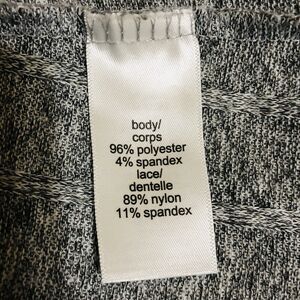 body/
corps
96% polyester
4% spandex
lace/
dentelle
89% nylon
11% spandex